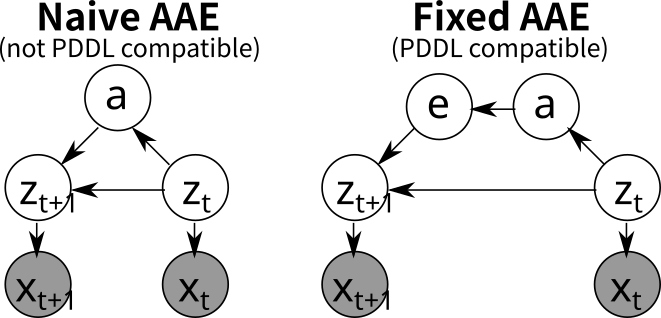 Naive AAE
(not PDDL compatible)
a
z_{t+1}
z_t
x_{t+1}
x_t
Fixed AAE
(PDDL compatible)
e
a
z_{t+1}
z_t
x_{t+1}
x_t